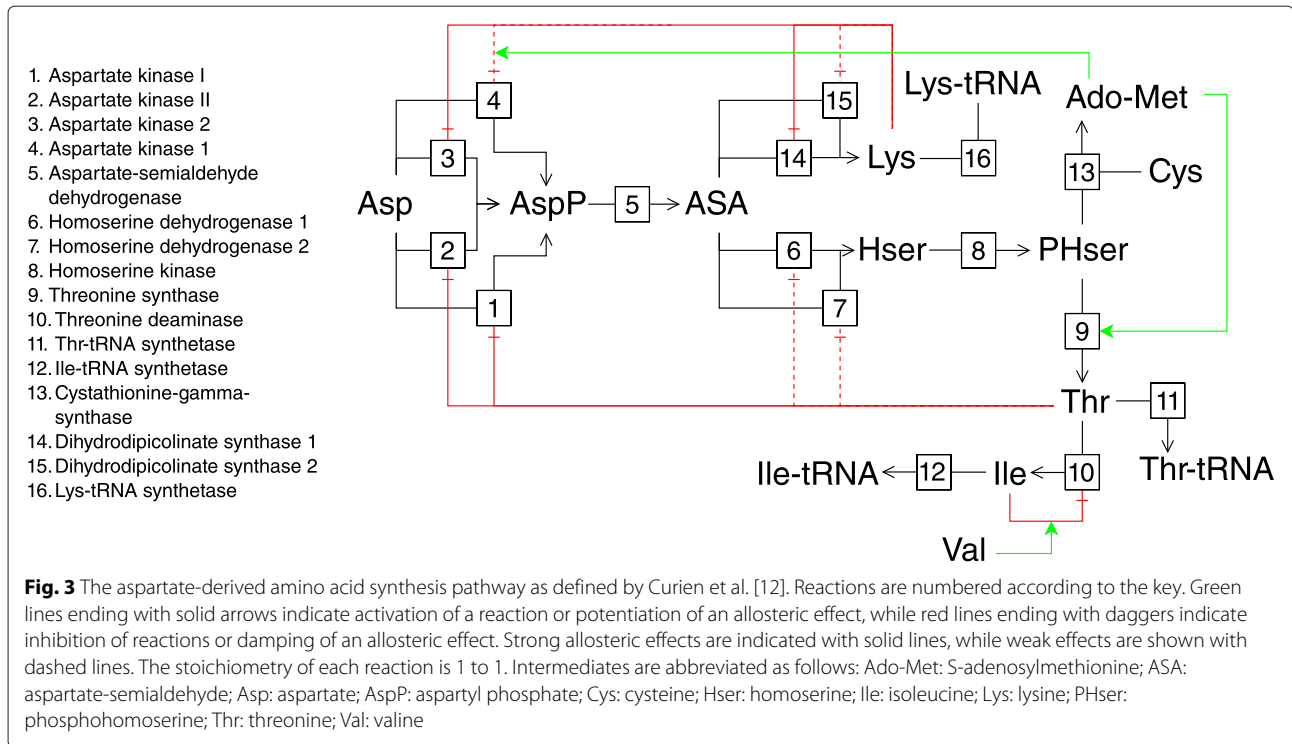 1. Aspartate kinase I
2. Aspartate kinase II
3. Aspartate kinase 2
4. Aspartate kinase 1
5. Aspartate-semialdehyde
dehydrogenase
6. Homoserine dehydrogenase 1
7. Homoserine dehydrogenase 2
8. Homoserine kinase
9. Threonine synthase
10. Threonine deaminase
11. Thr-tRNA synthetase
12. Ile-tRNA synthetase
13. Cystathionine-gamma-
synthase
14. Dihydrodipicolinate synthase 1
15. Dihydrodipicolinate synthase 2
16. Lys-tRNA synthetase
4
15
Lys-tRNA
Ado-Met
3
14
Lys
16
13
Cys
Asp
AspP
5
ASA
2
6
Hser
8
PHser
1
7
9
Thr
11
Ile-tRNA
12
Ile
10
Thr-tRNA
Val
Fig. 3 The aspartate-derived amino acid synthesis pathway as defined by Curien et al. [12]. Reactions are numbered according to the key. Green
lines ending with solid arrows indicate activation of a reaction or potentiation of an allosteric effect, while red lines ending with daggers indicate
inhibition of reactions or damping of an allosteric effect. Strong allosteric effects are indicated with solid lines, while weak effects are shown with
dashed lines. The stoichiometry of each reaction is 1 to 1. Intermediates are abbreviated as follows: Ado-Met: S-adenosylmethionine; ASA:
aspartate-semialdehyde; Asp: aspartate; AspP: aspartyl phosphate; Cys: cysteine; Hser: homoserine; Ile: isoleucine; Lys: lysine; PHser:
phosphohomoserine; Thr: threonine; Val: valine